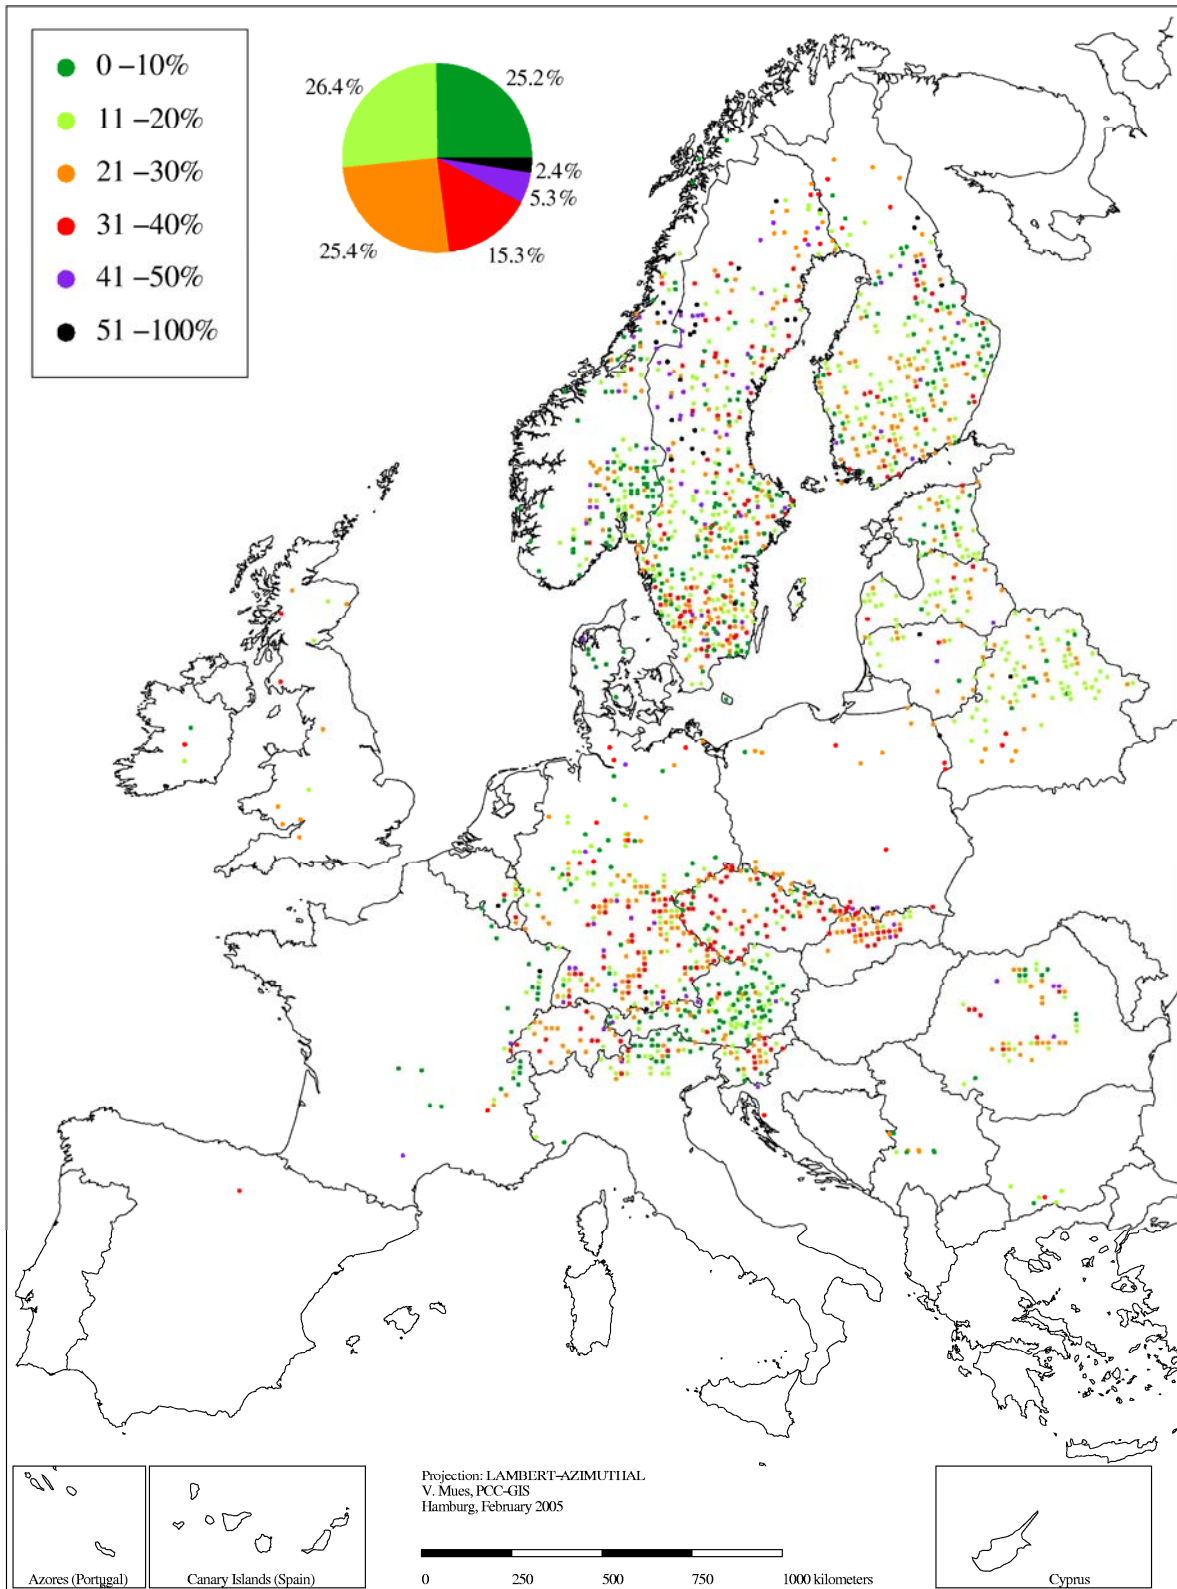 0 –10%
11 –20%
21 –30%
31 –40%
41 –50%
51 –100%
26.4%
25.2%
2.4%
5.3%
15.3%
25.4%
Projection: LAMBERT–AZIMUTHAL
V. Mues, PCC–GIS
Hamburg, February 2005
0 250 500 750 1000 kilometers
Azores (Portugal)
Canary Islands (Spain)
Cyprus